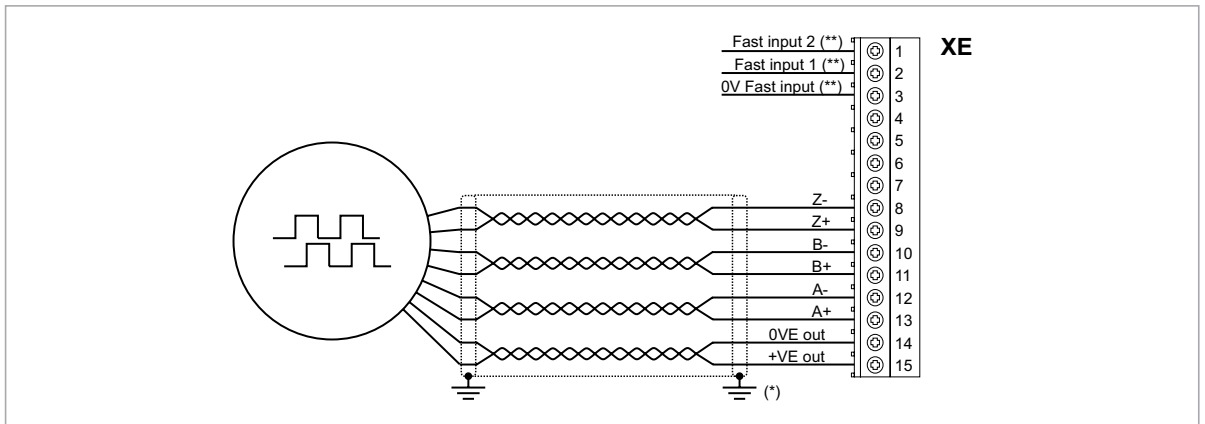 Fast input 2 (**) 1 XE
Fast input 1 (**) 2
0V Fast input (**) 3
4
5
6
7
Z- 8
Z+ 9
B- 10
B+ 11
A- 12
A+ 13
0VE out 14
+VE out 15
(*)